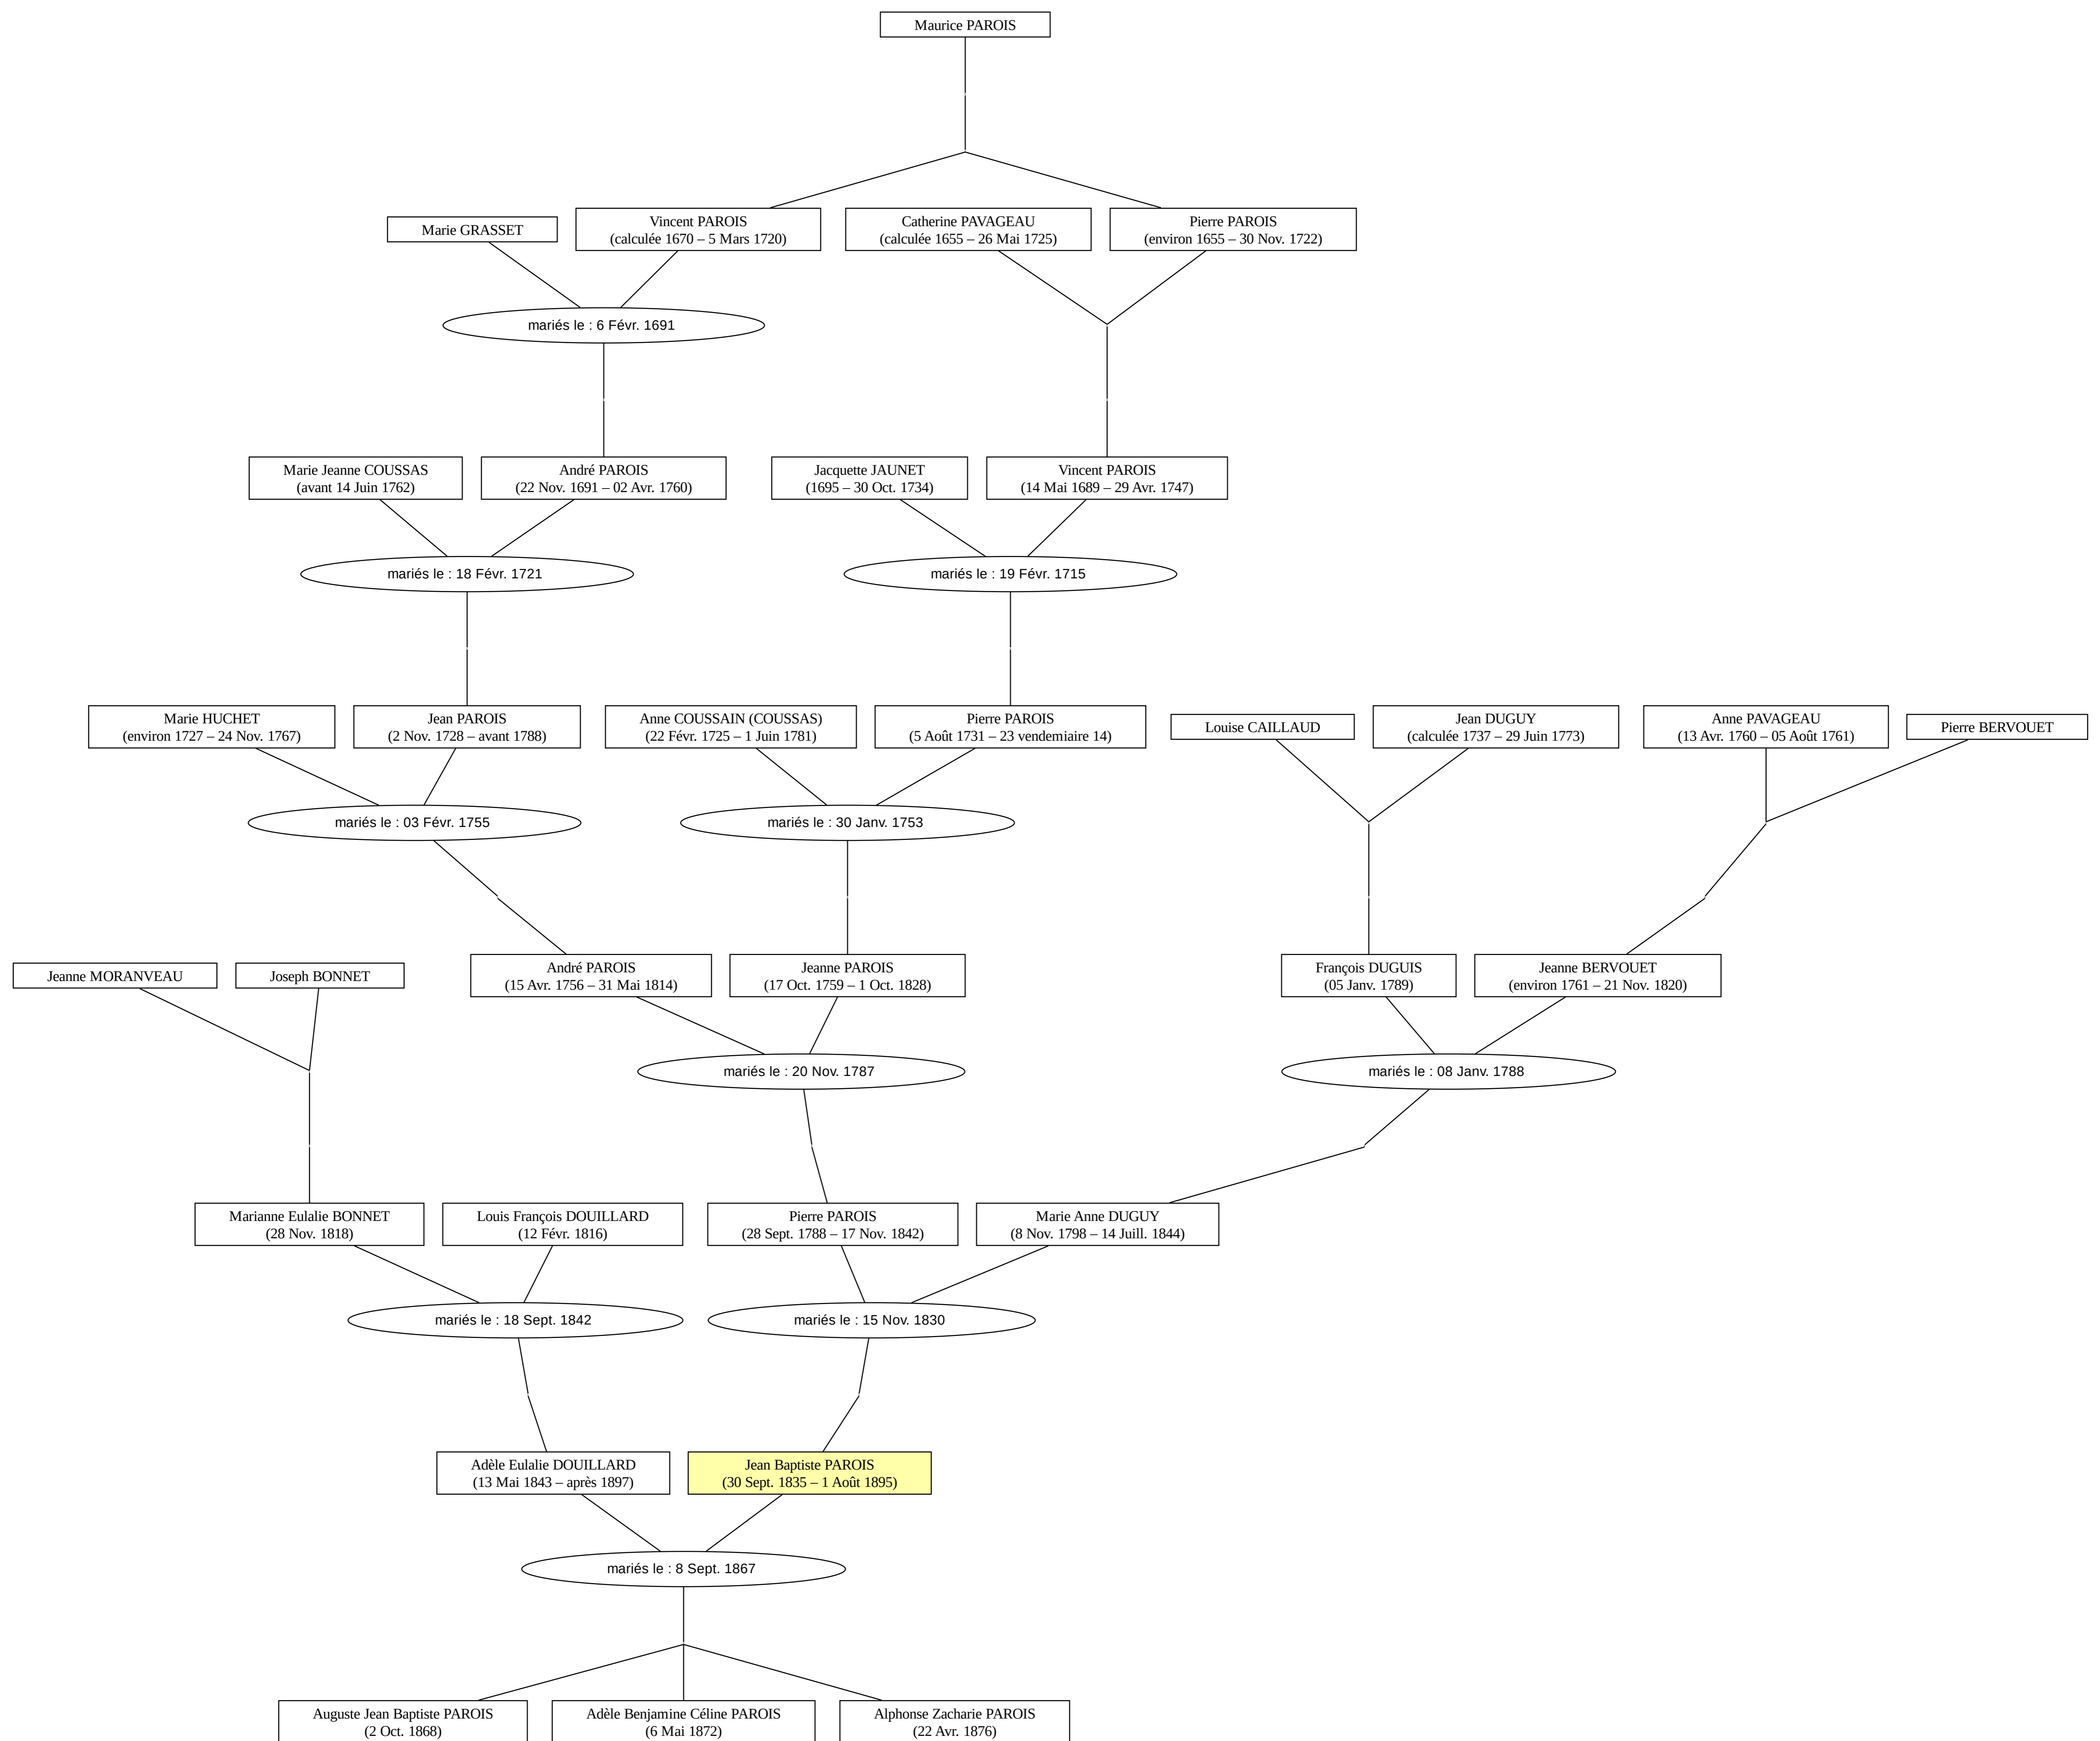 Maurice PAROIS
Marie GRASSET
Vincent PAROIS
(calculée 1670 – 5 Mars 1720)
Catherine PAVAGEAU
(calculée 1655 – 26 Mai 1725)
Pierre PAROIS
(environ 1655 – 30 Nov. 1722)
mariés le : 6 Févr. 1691
Marie Jeanne COUSSAS
(avant 14 Juin 1762)
André PAROIS
(22 Nov. 1691 – 02 Avr. 1760)
Jacquette JAUNET
(1695 – 30 Oct. 1734)
Vincent PAROIS
(14 Mai 1689 – 29 Avr. 1747)
mariés le : 18 Févr. 1721
mariés le : 19 Févr. 1715
Marie HUCHET
(environ 1727 – 24 Nov. 1767)
Jean PAROIS
(2 Nov. 1728 – avant 1788)
Anne COUSSAIN (COUSSAS)
(22 Févr. 1725 – 1 Juin 1781)
Pierre PAROIS
(5 Août 1731 – 23 vendemiaire 14)
Louise CAILLAUD
Jean DUGUY
(calculée 1737 – 29 Juin 1773)
Anne PAVAGEAU
(13 Avr. 1760 – 05 Août 1761)
Pierre BERVOUET
mariés le : 03 Févr. 1755
mariés le : 30 Janv. 1753
Jeanne MORANVEAU
Joseph BONNET
André PAROIS
(15 Avr. 1756 – 31 Mai 1814)
Jeanne PAROIS
(17 Oct. 1759 – 1 Oct. 1828)
François DUGUIS
(05 Janv. 1789)
Jeanne BERVOUET
(environ 1761 – 21 Nov. 1820)
mariés le : 20 Nov. 1787
mariés le : 08 Janv. 1788
Marianne Eulalie BONNET
(28 Nov. 1818)
Louis François DOUILLARD
(12 Févr. 1816)
Pierre PAROIS
(28 Sept. 1788 – 17 Nov. 1842)
Marie Anne DUGUY
(8 Nov. 1798 – 14 Juill. 1844)
mariés le : 18 Sept. 1842
mariés le : 15 Nov. 1830
Adèle Eulalie DOUILLARD
(13 Mai 1843 – après 1897)
Jean Baptiste PAROIS
(30 Sept. 1835 – 1 Août 1895)
mariés le : 8 Sept. 1867
Auguste Jean Baptiste PAROIS
(2 Oct. 1868)
Adèle Benjamine Céline PAROIS
(6 Mai 1872)
Alphonse Zacharie PAROIS
(22 Avr. 1876)